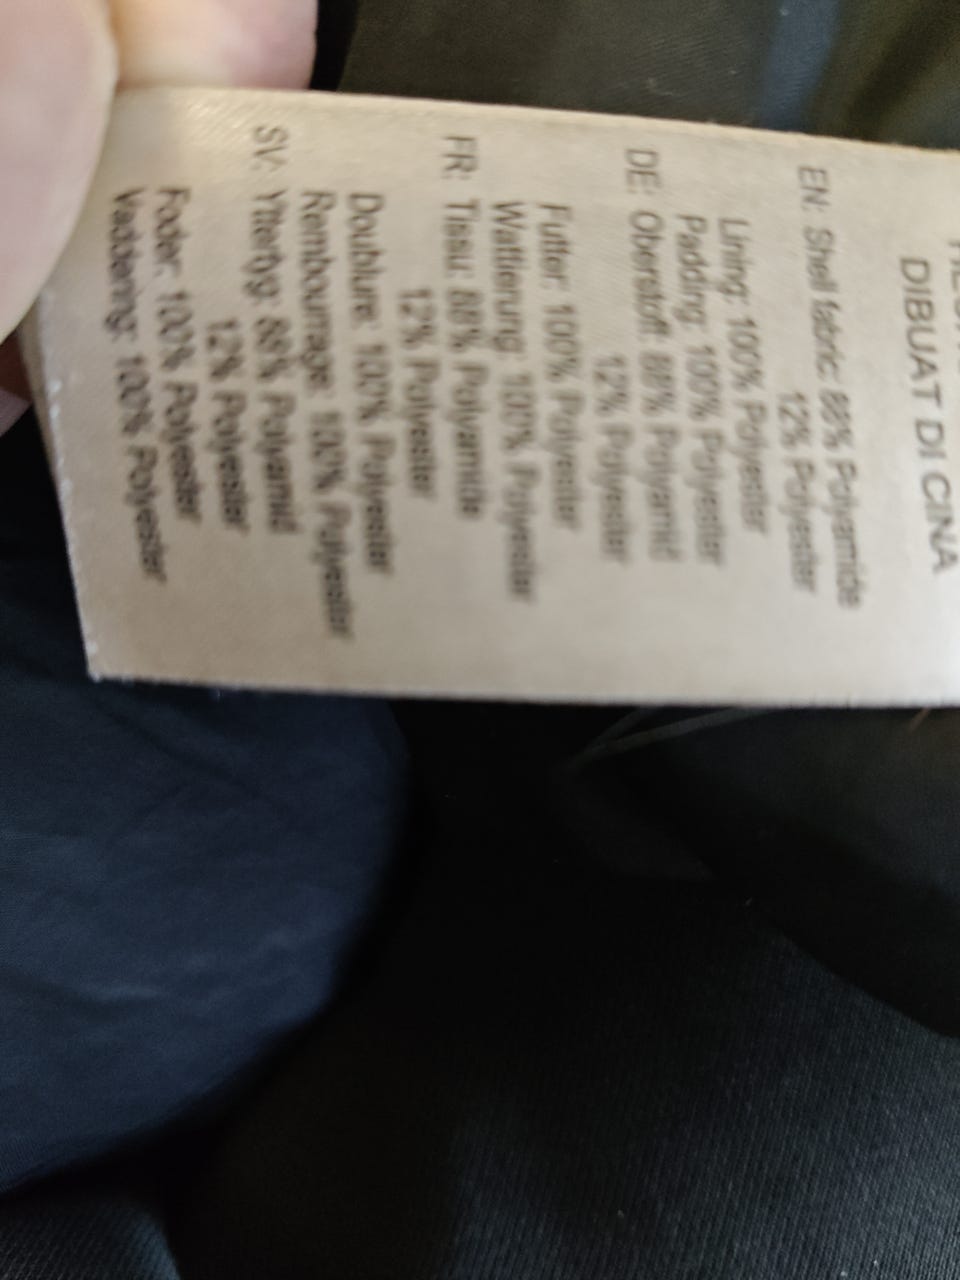 DIBUAT DI CINA
EN: Shell fabric: 88% Polyamide
12% Polyester
Lining: 100% Polyester
Padding: 100% Polyester
DE: Oberstoff: 88% Polyamid
12% Polyester
Futter: 100% Polyester
Wattierung: 100% Polyester
FR: Tissu: 88% Polyamide
12% Polyester
Doublure: 100% Polyester
Rembourrage: 100% Polyester
SV: Yttertyg: 88% Polyamid
12% Polyester
Foder: 100% Polyester
Vaddering: 100% Polyester